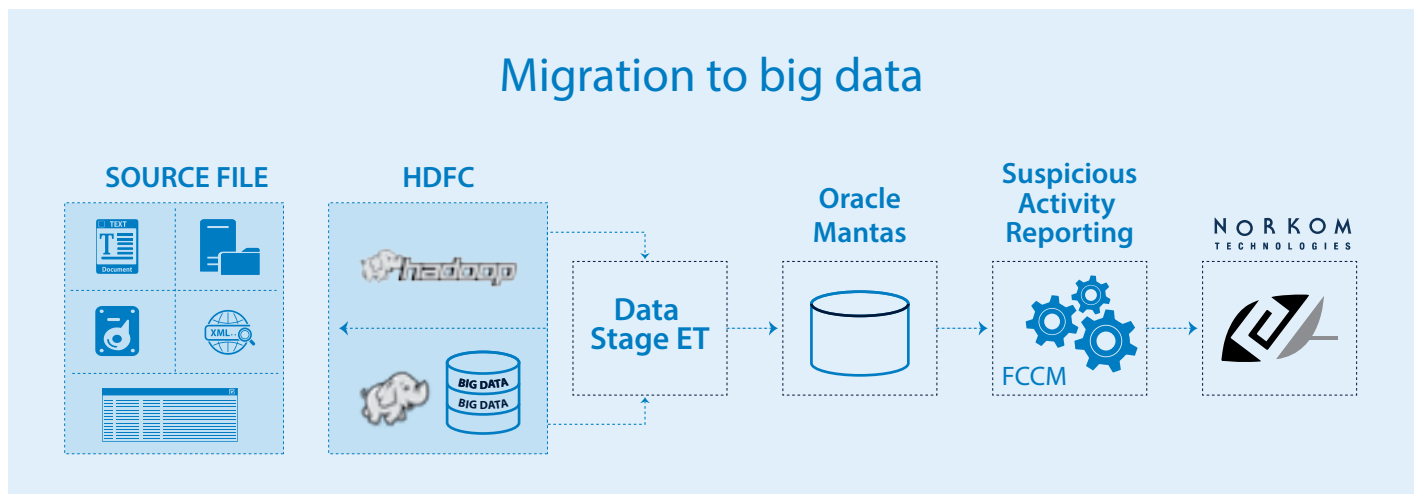 Migration to big data
SOURCE FILE
TEXT
T
Document
XML...
HDFC
hadoop
BIG DATA
BIG DATA
Data
Stage ET
Oracle
Mantas
Suspicious
Activity
Reporting
FCCM
NORKOM
TECHNOLOGIES